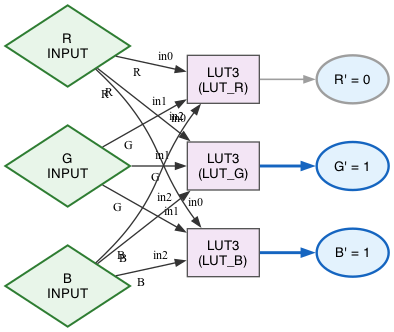 R
INPUT
in0
R
LUT3
(LUT_R)
R' = 0
R
R
in1
in2
in0
G
G
INPUT
in1
G
LUT3
(LUT_G)
G' = 1
G
in2
in1
in0
B
INPUT
B
B
in2
B
LUT3
(LUT_B)
B' = 1